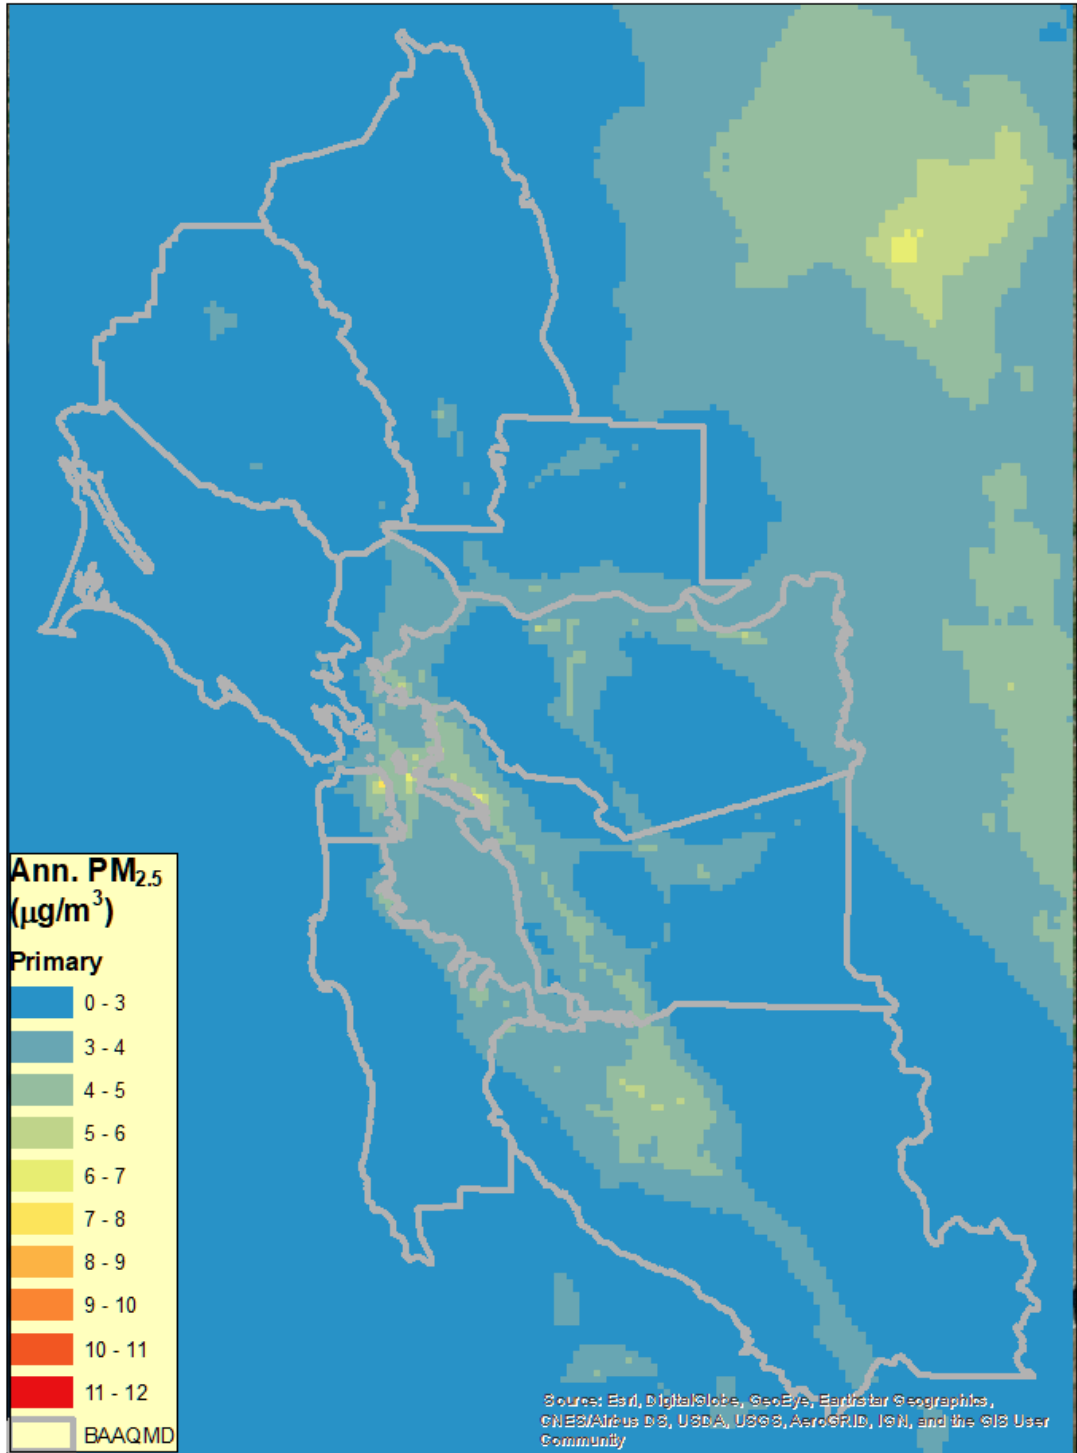 Ann. PM2.5
(μg/m3)
Primary
0 - 3
3 - 4
4 - 5
5 - 6
6 - 7
7 - 8
8 - 9
9 - 10
10 - 11
11 - 12
BAAQMD
Source: Esri, DigitalGlobe, GeoEye, Earthstar Geographics,
CNES/Airbus DS, USDA, USGS, AeroGRID, IGN, and the GIS User
Community